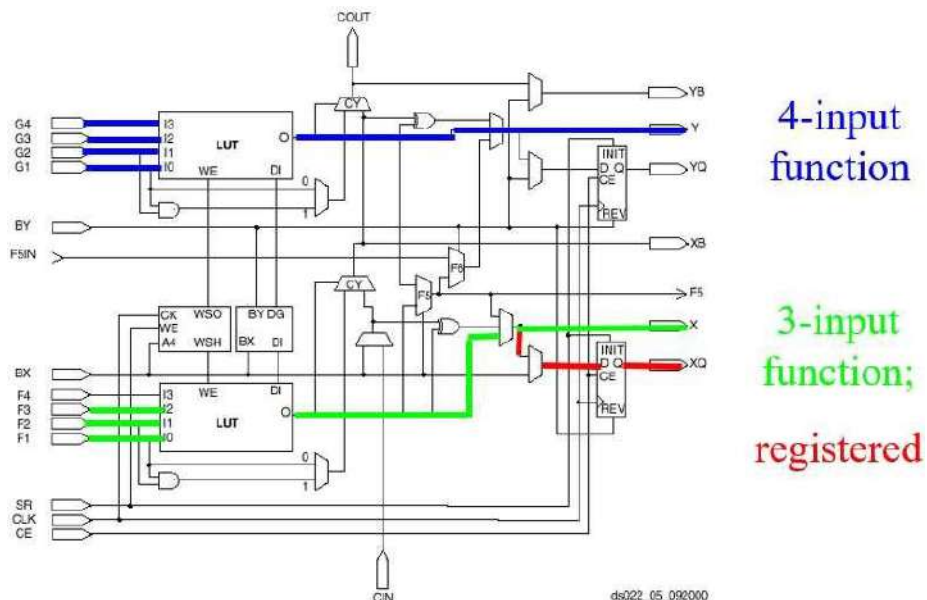 COUT
YB
G4 I3
G3 I2
G2 I1
G1 I0
LUT
O
CY
Y
4-input
function
WE DI
0
1
INIT
D Q
CE
REV
YQ
BY
XB
F5IN
F6
CY
F5
F5
CK WSO
WE
A4 WSH
BY DG
BX DI
X
3-input
function;
BX
INIT
D Q
CE
REV
XQ
registered
F4 I3
F3 I2
F2 I1
F1 I0
WE DI
LUT
O
0
1
SR
CLK
CE
CIN
ds022_05_092000